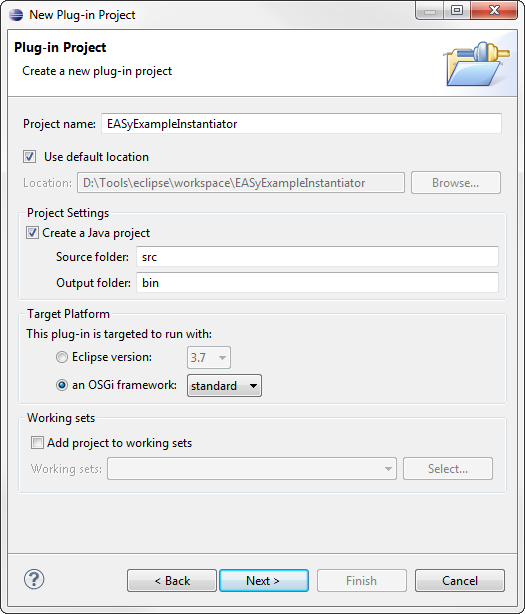 New Plug-in Project
Plug-in Project
Create a new plug-in project
Project name: EASyExampleInstantiator
Use default location
Location: D:\Tools\eclipse\workspace\EASyExampleInstantiator Browse...
Project Settings
Create a Java project
Source folder: src
Output folder: bin
Target Platform
This plug-in is targeted to run with:
Eclipse version: 3.7
an OSGi framework: standard
Working sets
Add project to working sets
Working sets: Select...
? < Back Next > Finish Cancel